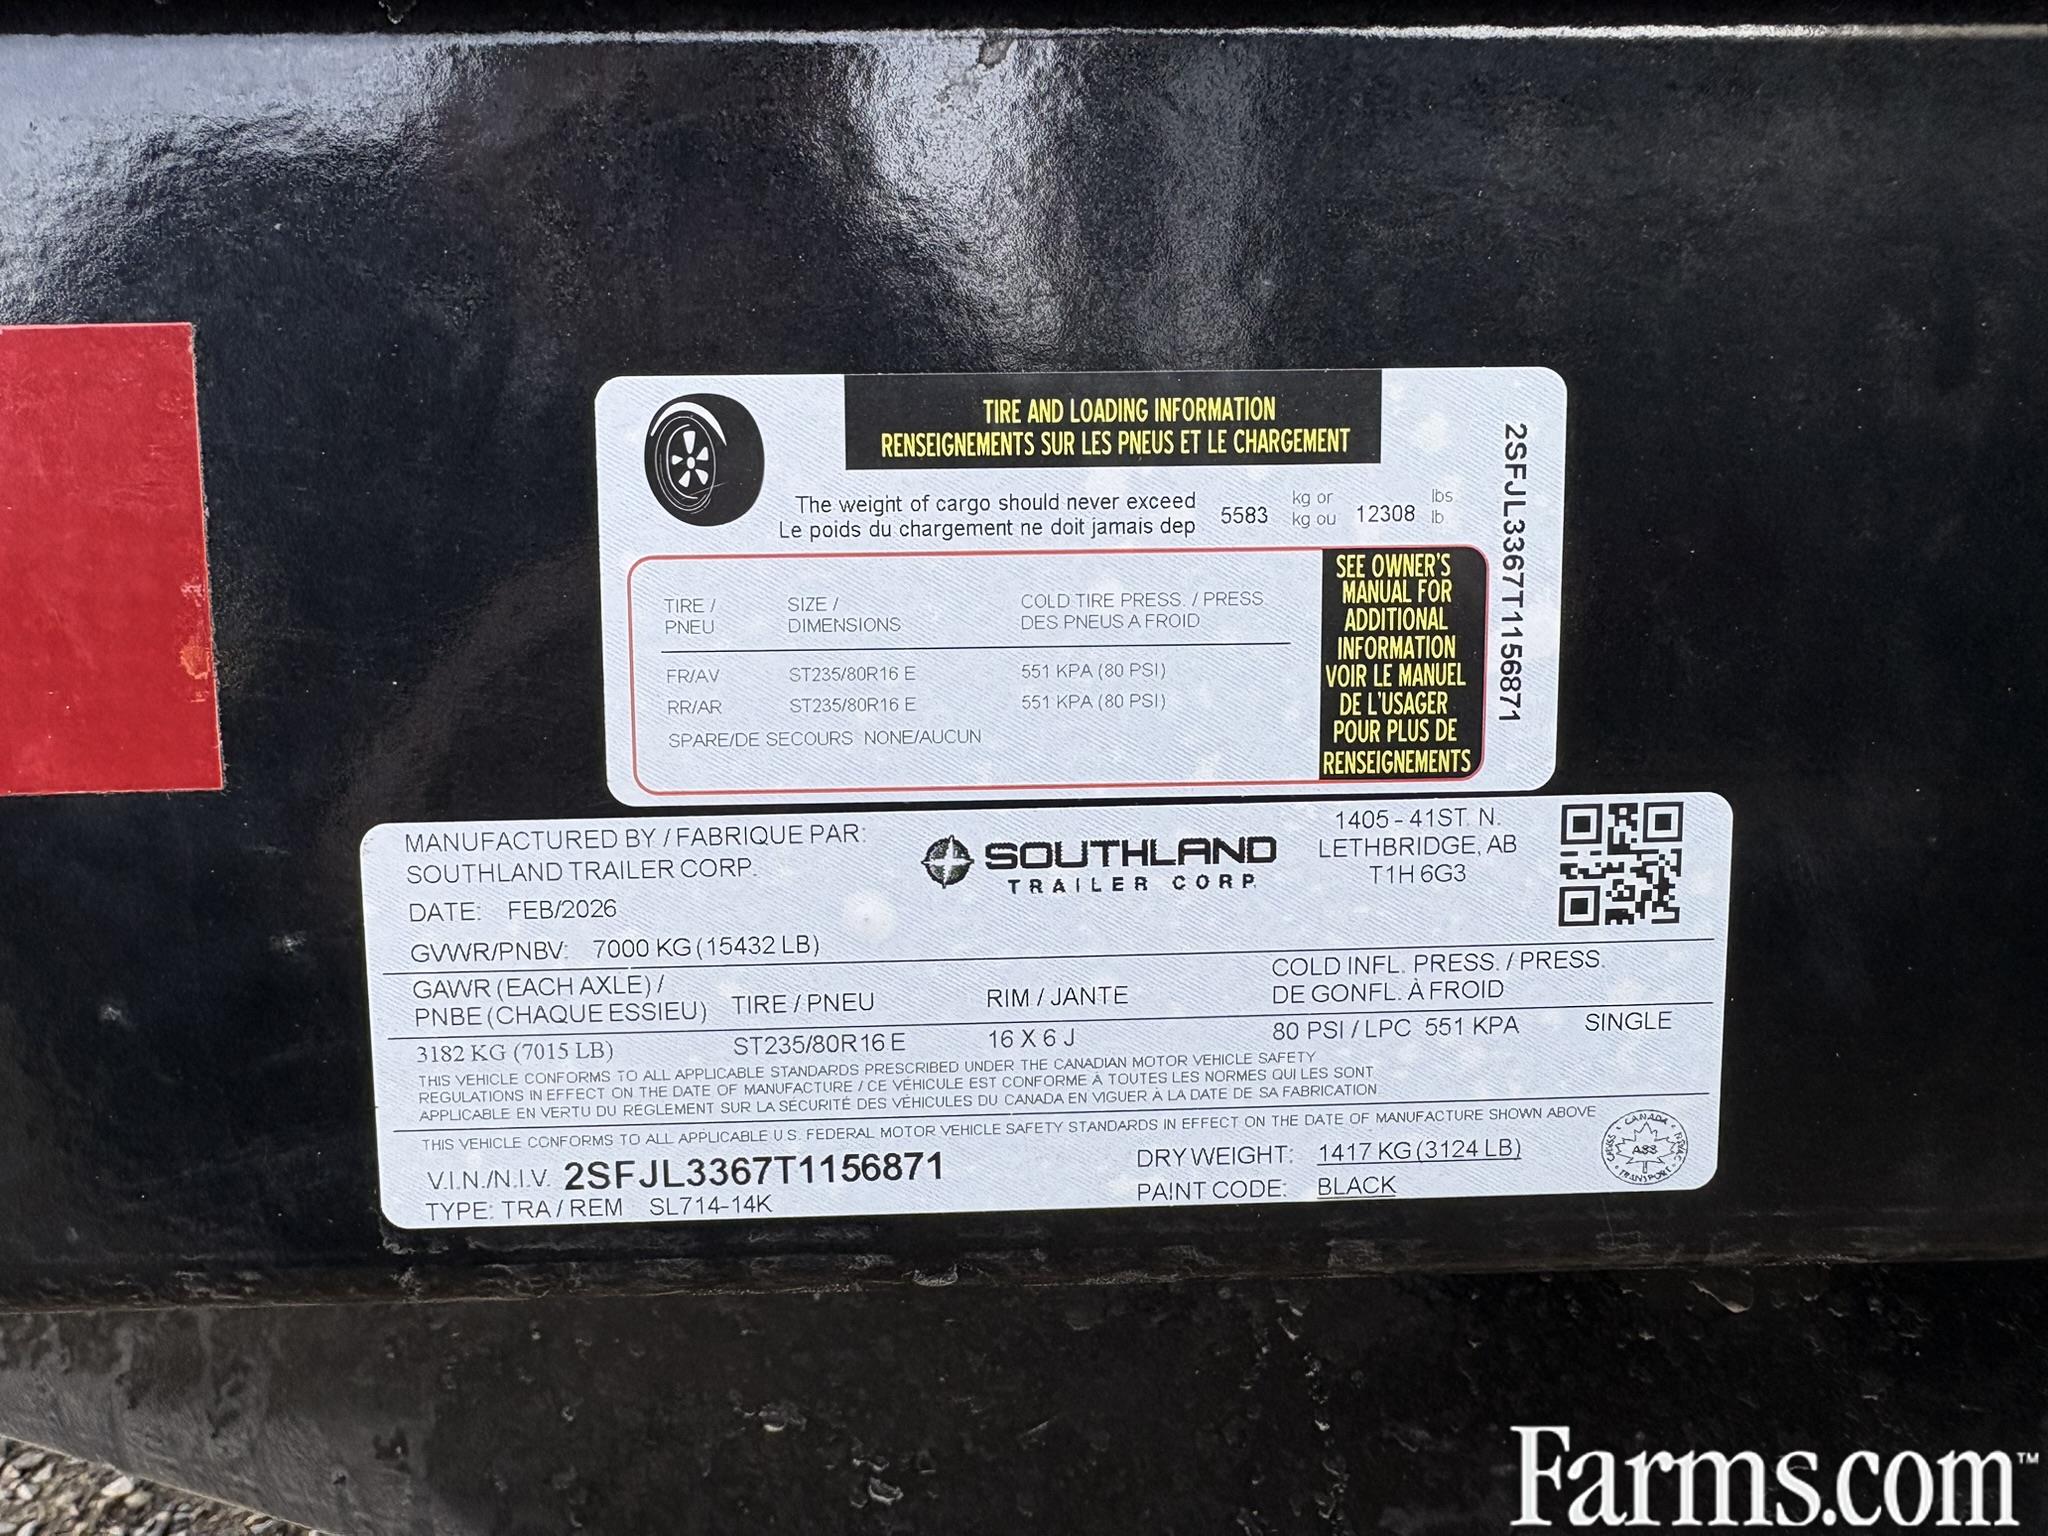 TIRE AND LOADING INFORMATION
RENSEIGNEMENTS SUR LES PNEUS ET LE CHARGEMENT
The weight of cargo should never exceed 5583 kg or 12308 lbs
Le poids du chargement ne doit jamais dep kg ou lb
TIRE / SIZE / COLD TIRE PRESS. / PRESS
PNEU DIMENSIONS DES PNEUS A FROID
FR/AV ST235/80R16 E 551 KPA (80 PSI)
RR/AR ST235/80R16 E 551 KPA (80 PSI)
SPARE/DE SECOURS NONE/AUCUN
SEE OWNER'S
MANUAL FOR
ADDITIONAL
INFORMATION
VOIR LE MANUEL
DE L'USAGER
POUR PLUS DE
RENSEIGNEMENTS
2SFJL3367T1156871
MANUFACTURED BY / FABRIQUE PAR:
SOUTHLAND TRAILER CORP.
SOUTHLAND
TRAILER CORP.
1405 - 41ST. N.
LETHBRIDGE, AB
T1H 6G3
DATE: FEB/2026
GVWR/PNBV: 7000 KG (15432 LB)
GAWR (EACH AXLE) / TIRE / PNEU RIM / JANTE COLD INFL. PRESS. / PRESS.
PNBE (CHAQUE ESSIEU) DE GONFL. À FROID
3182 KG (7015 LB) ST235/80R16 E 16 X 6 J 80 PSI / LPC 551 KPA SINGLE
THIS VEHICLE CONFORMS TO ALL APPLICABLE STANDARDS PRESCRIBED UNDER THE CANADIAN MOTOR VEHICLE SAFETY
REGULATIONS IN EFFECT ON THE DATE OF MANUFACTURE / CE VÉHICULE EST CONFORME À TOUTES LES NORMES QUI LES SONT
APPLICABLE EN VERTU DU RÉGLEMENT SUR LA SÉCURITÉ DES VÉHICULES DU CANADA EN VIGUER À LA DATE DE SA FABRICATION
THIS VEHICLE CONFORMS TO ALL APPLICABLE U.S. FEDERAL MOTOR VEHICLE SAFETY STANDARDS IN EFFECT ON THE DATE OF MANUFACTURE SHOWN ABOVE
V.I.N./N.I.V. 2SFJL3367T1156871 DRY WEIGHT: 1417 KG (3124 LB)
TYPE: TRA / REM SL714-14K PAINT CODE: BLACK
CANADA
TRANSPORT
Farms.com™